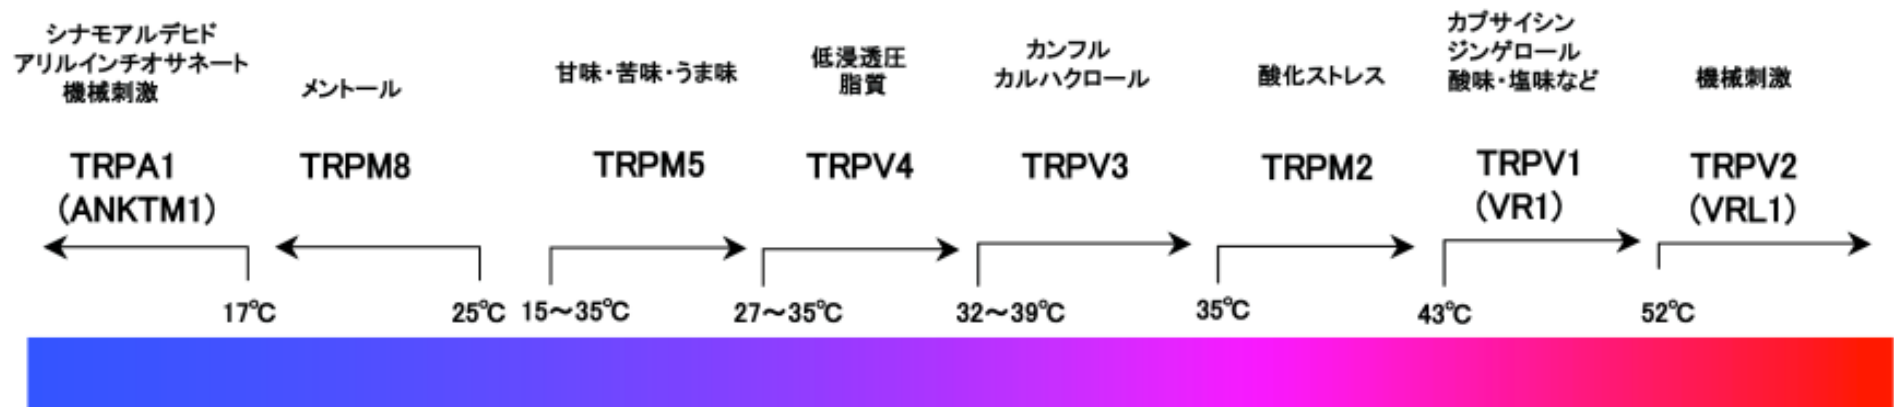 シナモアルデヒド
アリルインチオサネート
機械刺激
TRPA1
(ANKTM1)
17℃
メントール
TRPM8
25℃
甘味・苦味・うま味
TRPM5
15～35℃
低浸透圧
脂質
TRPV4
27～35℃
カンフル
カルハクロール
TRPV3
32～39℃
酸化ストレス
TRPM2
35℃
カプサイシン
ジンゲロール
酸味・塩味など
TRPV1
(VR1)
43℃
機械刺激
TRPV2
(VRL1)
52℃